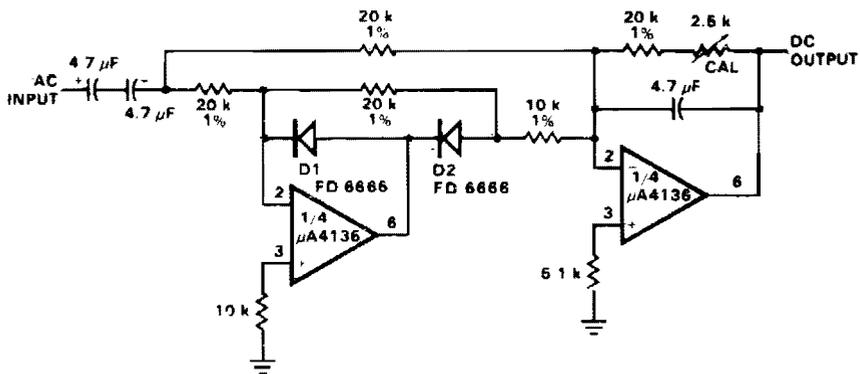 20 k
1%
20 k
1%
2.5 k
CAL
DC
OUTPUT
4 7 µF
+
−
AC
INPUT
4.7 µF
20 k
1%
20 k
1%
10 k
1%
4.7 µF
D1
FD 6666
D2
FD 6666
2
3
6
−
1/4
µA4136
+
2
3
6
1/4
µA4136
+
10 k
5 1 k